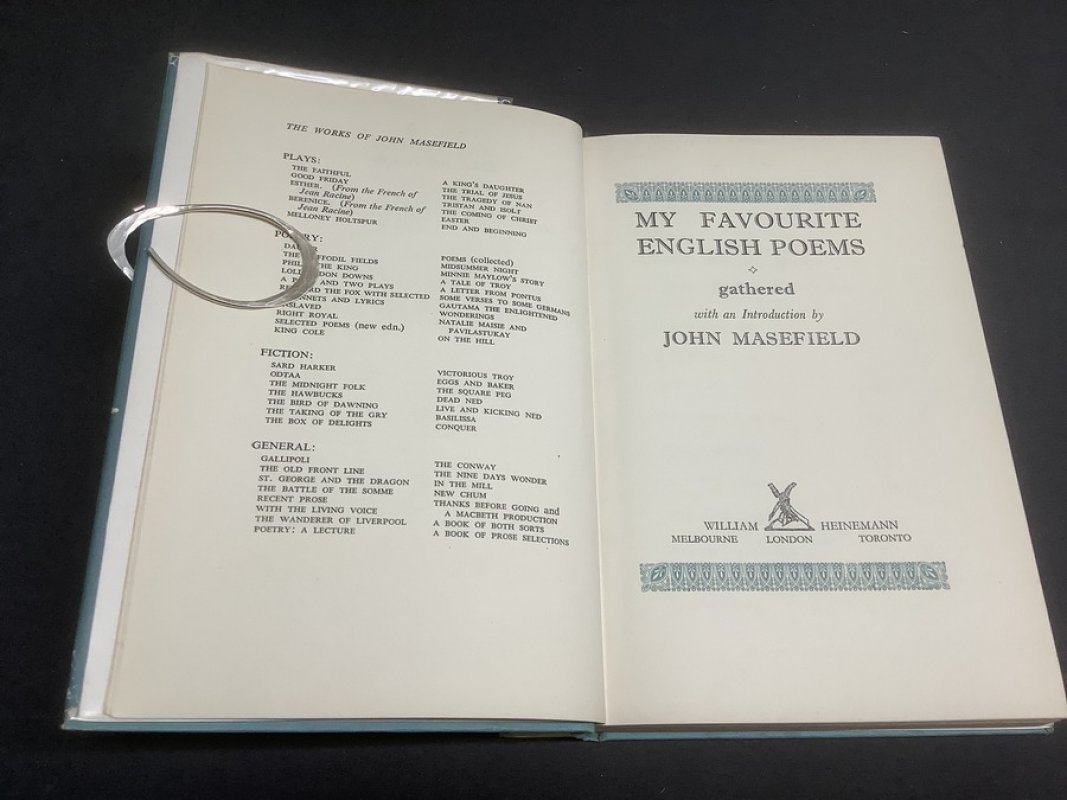 THE WORKS OF JOHN MASEFIELD
PLAYS:
THE FAITHFUL
GOOD FRIDAY
ESTHER. (From the French of
Jean Racine)
BERENICE. (From the French of
Jean Racine)
MELLONEY HOLTSPUR
A KING'S DAUGHTER
THE TRIAL OF JESUS
THE TRAGEDY OF NAN
TRISTAN AND ISOLT
THE COMING OF CHRIST
EASTER
END AND BEGINNING
THE KING
DOWNS
AND TWO PLAYS
THE FOX WITH SELECTED
SONNETS AND LYRICS
RIGHT ROYAL
SELECTED POEMS (new edn.)
KING COLE
POEMS (collected)
MIDSUMMER NIGHT
MINNIE MAYLOW'S STORY
A TALE OF TROY
A LETTER FROM PONTUS
SOME VERSES TO SOME GERMANS
GAUTAMA THE ENLIGHTENED
WONDERINGS
NATALIE MAISIE AND
PAVILASTUKAY
ON THE HILL
FICTION:
SARD HARKER
ODTAA
THE MIDNIGHT FOLK
THE HAWBUCKS
THE BIRD OF DAWNING
THE TAKING OF THE GRY
THE BOX OF DELIGHTS
VICTORIOUS TROY
EGGS AND BAKER
THE SQUARE PEG
DEAD NED
LIVE AND KICKING NED
BASILISSA
CONQUER
GENERAL:
GALLIPOLI
THE OLD FRONT LINE
ST. GEORGE AND THE DRAGON
THE BATTLE OF THE SOMME
RECENT PROSE
WITH THE LIVING VOICE
THE WANDERER OF LIVERPOOL
POETRY: A LECTURE
THE CONWAY
THE NINE DAYS WONDER
IN THE MILL
NEW CHUM
THANKS BEFORE GOING and
A MACBETH PRODUCTION
A BOOK OF BOTH SORTS
A BOOK OF PROSE SELECTIONS
MY FAVOURITE
ENGLISH POEMS
gathered
with an Introduction by
JOHN MASEFIELD
WILLIAM HEINEMANN
MELBOURNE LONDON TORONTO